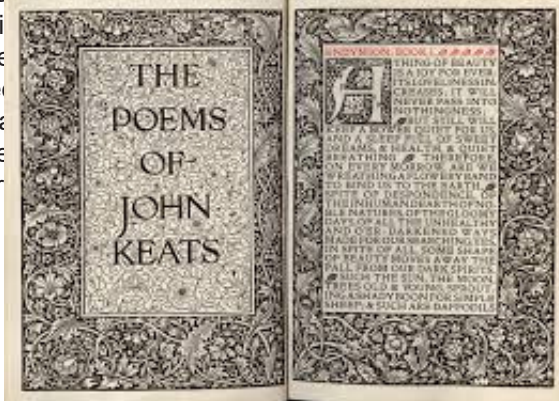 THE
POEMS
OF
JOHN
KEATS
ENDYMION. BOOK I.
A THING OF BEAUTY
IS A JOY FOR EVER:
ITS LOVELINESS IN-
CREASES; IT WILL
NEVER PASS INTO
NOTHINGNESS
BUT STILL WILL
KEEP A BOWER QUIET FOR US,
AND A SLEEP FULL OF SWEET
DREAMS, & HEALTH, & QUIET
BREATHING. THEREFORE,
ON EVERY MORROW, ARE WE
WREATHING A FLOWERY BAND
TO BIND US TO THE EARTH,
SPITE OF DESPONDENCE, OF
THE INHUMAN DEARTH OF NO-
BLE NATURES, OF THE GLOOMY
DAYS, OF ALL THE UNHEALTHY
AND O'ER-DARKENED WAYS
MADE FOR OUR SEARCHING: YES,
IN SPITE OF ALL, SOME SHAPE
OF BEAUTY MOVES AWAY THE
PALL FROM OUR DARK SPIRITS.
SUCH THE SUN, THE MOON,
TREES OLD & YOUNG, SPROUT-
ING A SHADY BOON FOR SIMPLE
SHEEP; & SUCH ARE DAFFODILS